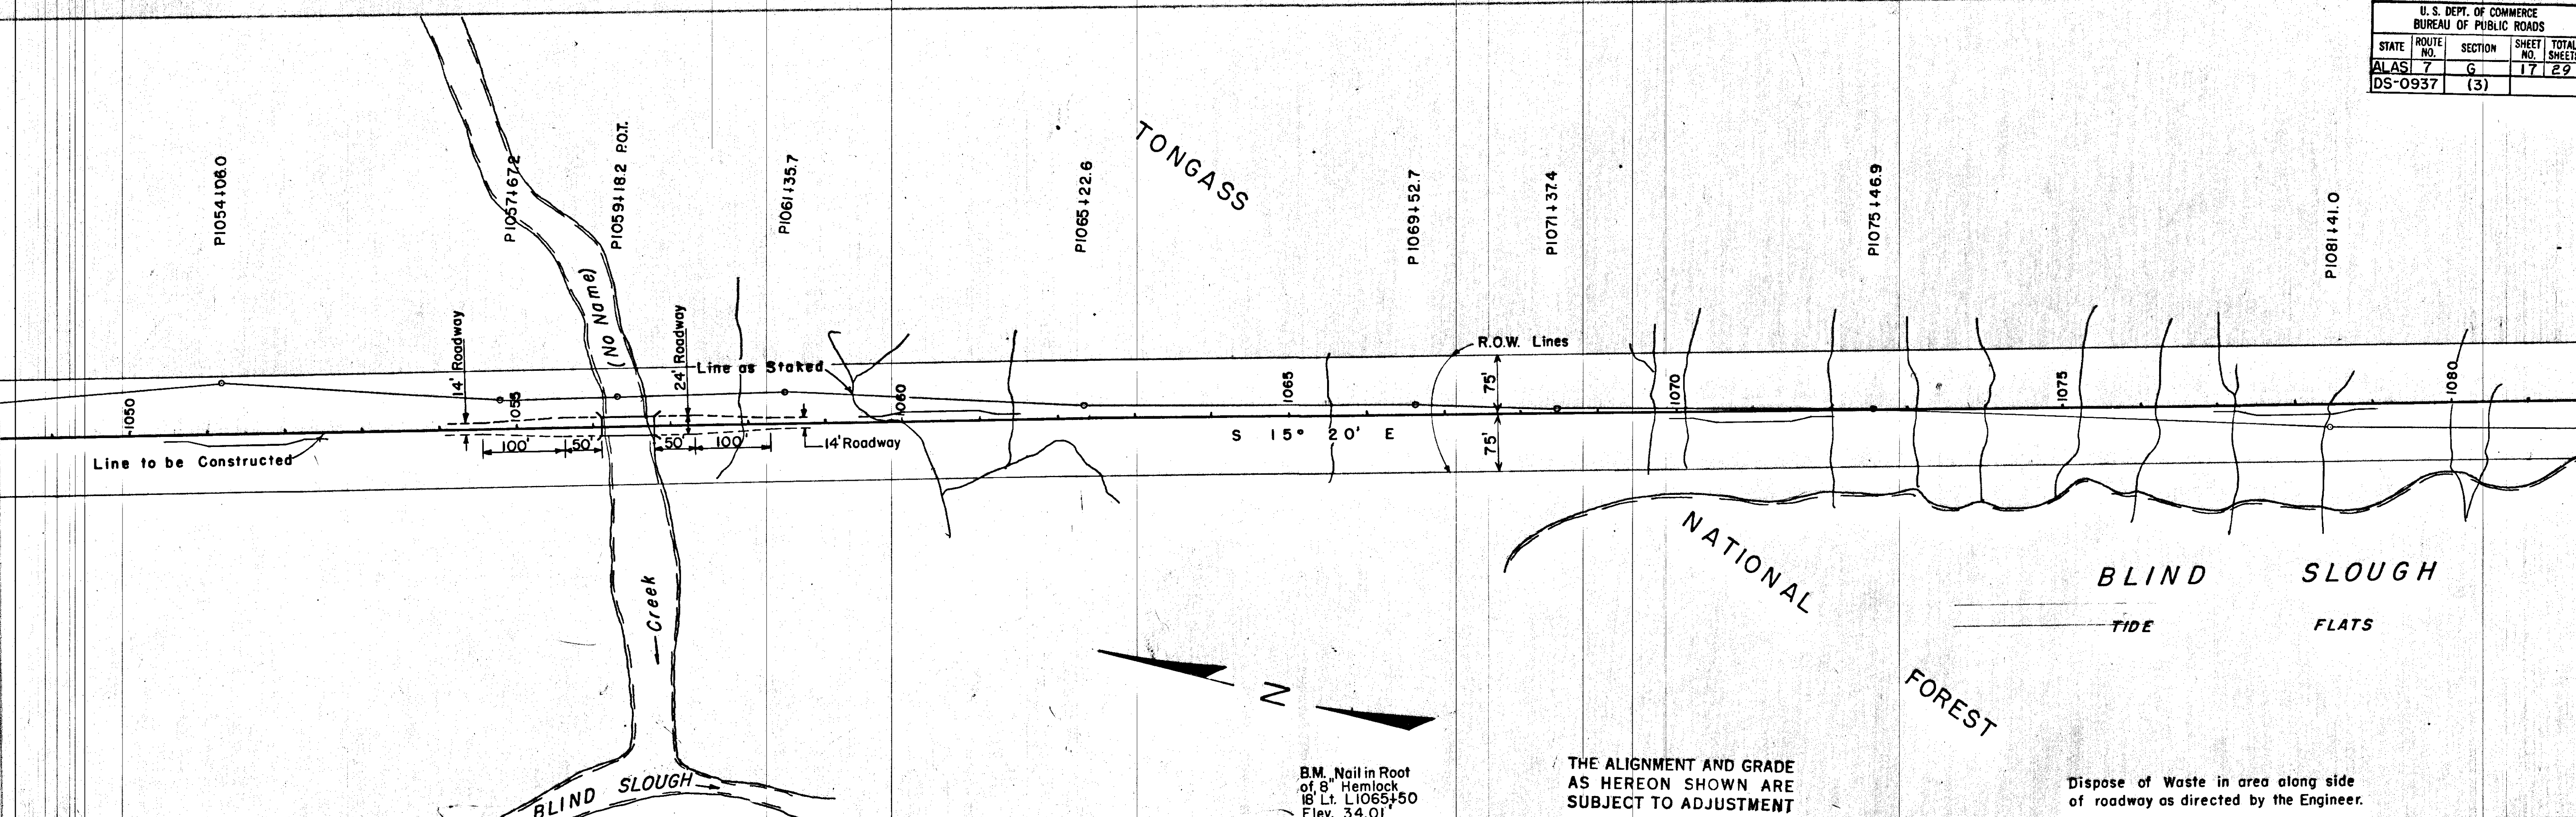 U. S. DEPT. OF COMMERCE
BUREAU OF PUBLIC ROADS
STATE ROUTE NO. SECTION SHEET NO. TOTAL SHEETS
ALAS 7 G 17 29
DS-0937 (3)
P1054+06.0
P1057+67.2
P1059+18.2 P.O.T.
P1061+35.7
P1065+22.6
P1069+52.7
P1071+37.4
P1075+46.9
P1081+41.0
TONGASS
(No Name)
14' Roadway
24' Roadway
Line as Staked
R.O.W. Lines
75'
75'
1050
1055
1060
1065
1070
1075
1080
100'
50'
50'
100'
14' Roadway
S 15° 20' E
Line to be Constructed
Creek
NATIONAL
BLIND SLOUGH
TIDE FLATS
N
FOREST
BLIND SLOUGH
B.M. Nail in Root
of 8" Hemlock
18' Lt. L1065+50
Elev. 34.01'
THE ALIGNMENT AND GRADE
AS HEREON SHOWN ARE
SUBJECT TO ADJUSTMENT
Dispose of Waste in area along side
of roadway as directed by the Engineer.